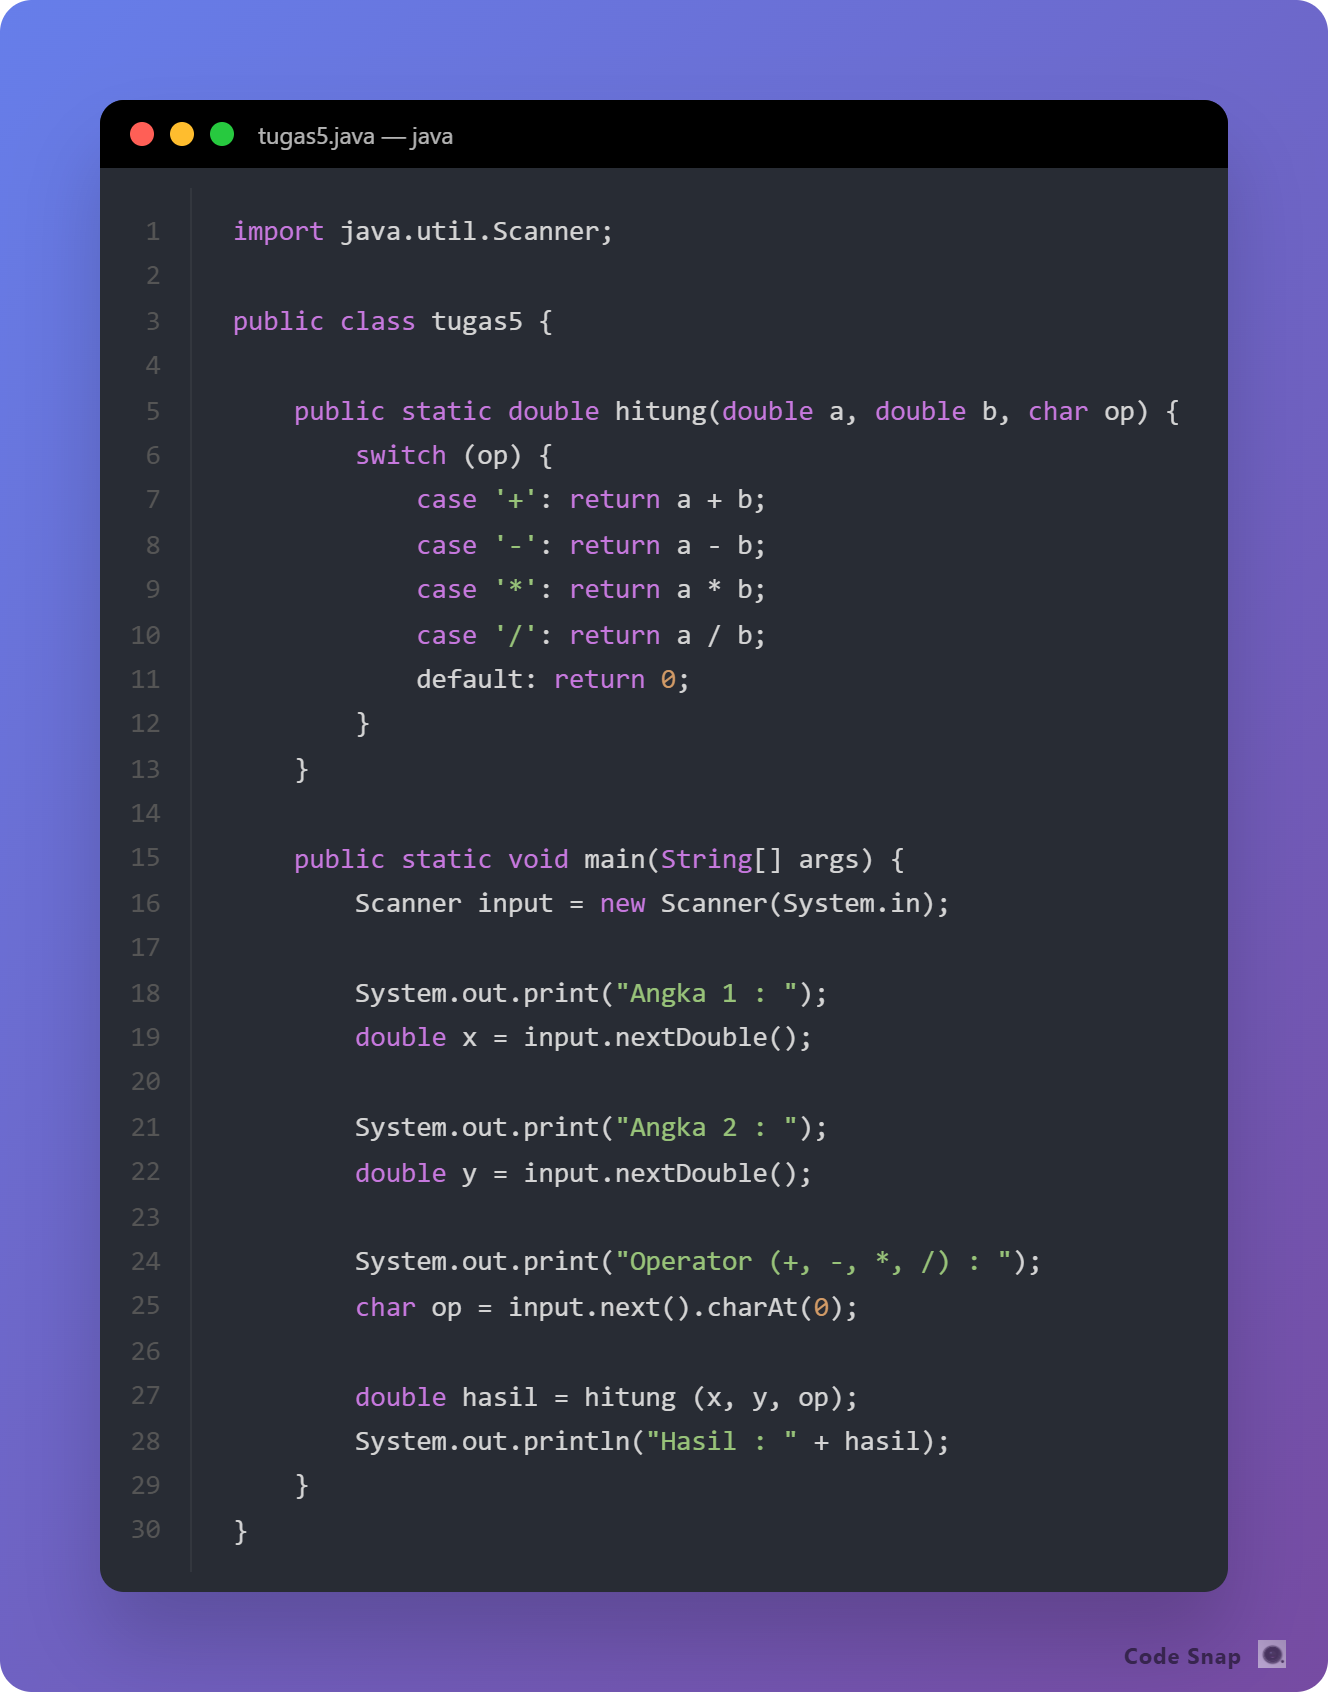 tugas5.java — java
1 import java.util.Scanner;
2
3 public class tugas5 {
4
5     public static double hitung(double a, double b, char op) {
6         switch (op) {
7             case '+': return a + b;
8             case '-': return a - b;
9             case '*': return a * b;
10             case '/': return a / b;
11             default: return 0;
12         }
13     }
14
15     public static void main(String[] args) {
16         Scanner input = new Scanner(System.in);
17
18         System.out.print("Angka 1 : ");
19         double x = input.nextDouble();
20
21         System.out.print("Angka 2 : ");
22         double y = input.nextDouble();
23
24         System.out.print("Operator (+, -, *, /) : ");
25         char op = input.next().charAt(0);
26
27         double hasil = hitung (x, y, op);
28         System.out.println("Hasil : " + hasil);
29     }
30 }
Code Snap